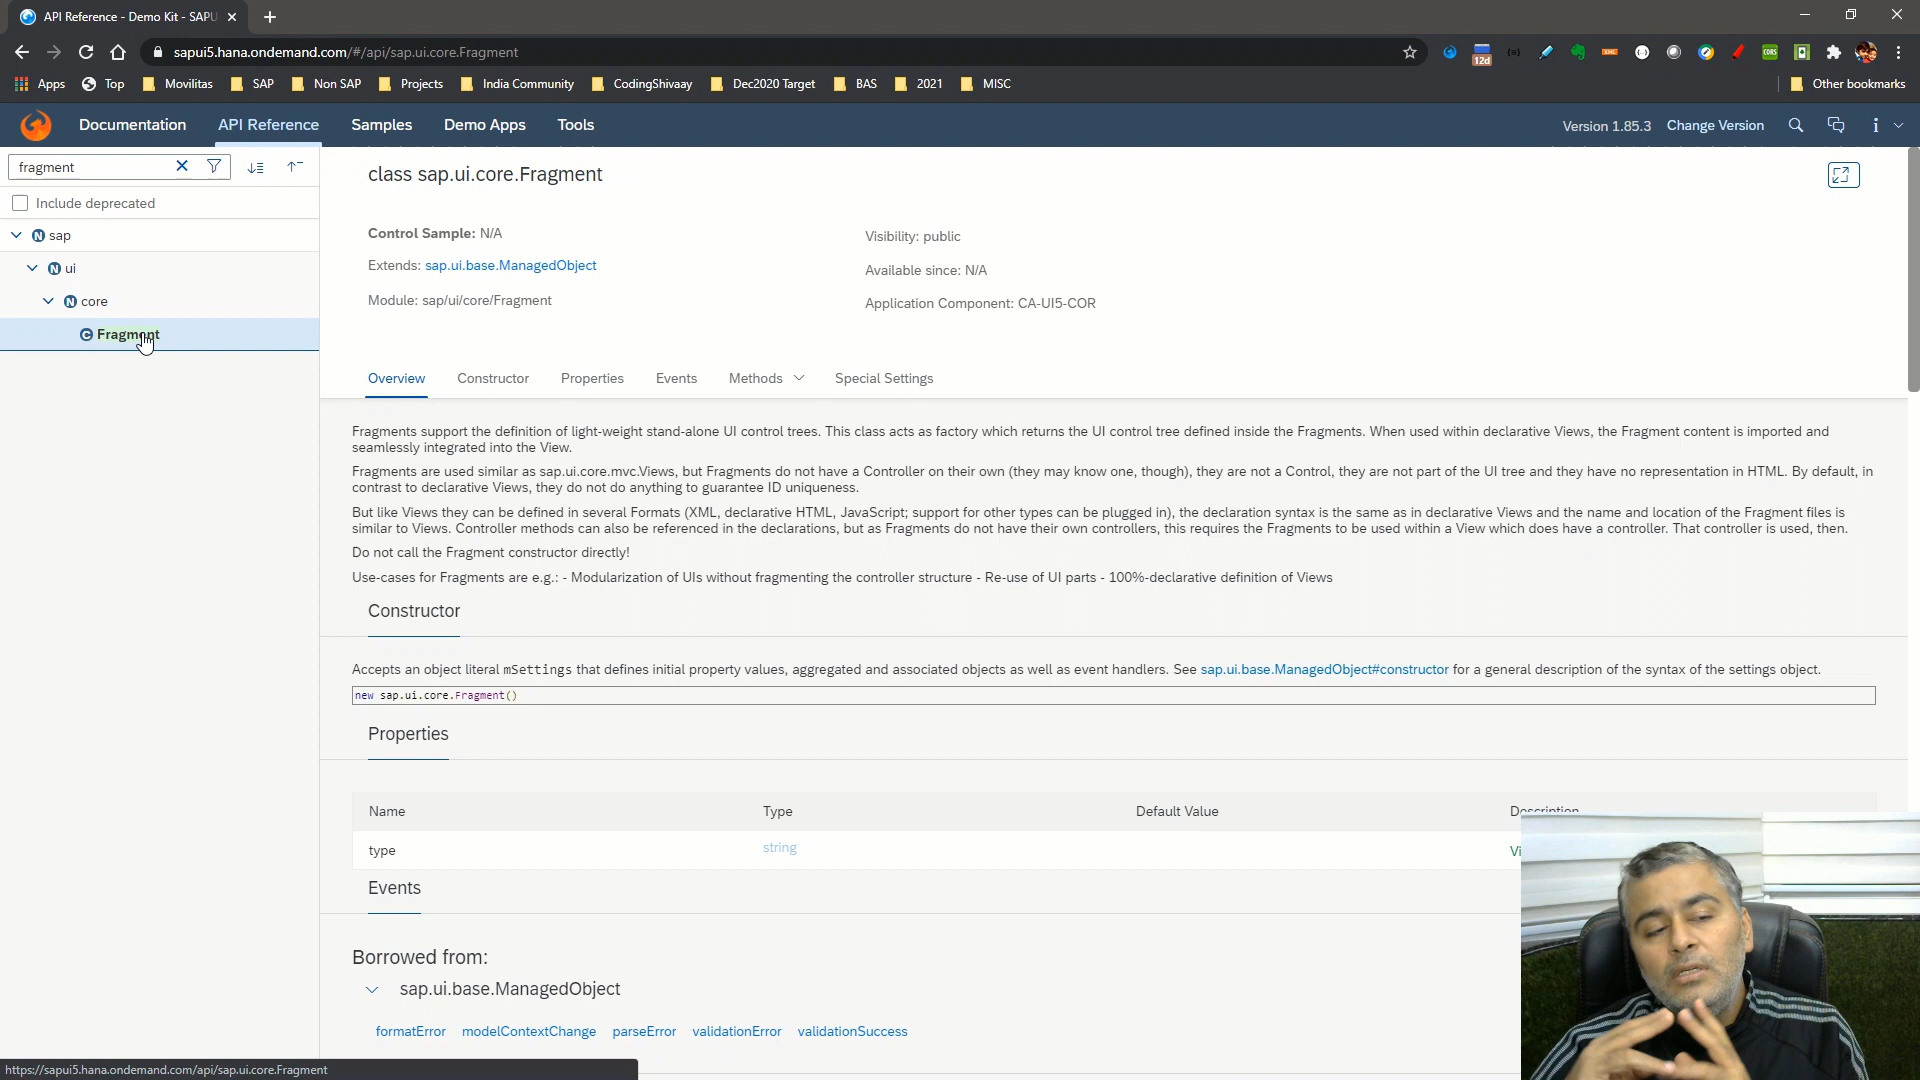 API Reference - Demo Kit - SAPU
sapui5.hana.ondemand.com/#/api/sap.ui.core.Fragment
12d
CORS
Apps Top Movilitas SAP Non SAP Projects India Community CodingShivaay Dec2020 Target BAS 2021 MISC Other bookmarks
Documentation API Reference Samples Demo Apps Tools Version 1.85.3 Change Version
fragment
Include deprecated
N sap
N ui
N core
C Fragment
class sap.ui.core.Fragment
Control Sample: N/A
Visibility: public
Extends: sap.ui.base.ManagedObject
Available since: N/A
Module: sap/ui/core/Fragment
Application Component: CA-UI5-COR
Overview Constructor Properties Events Methods Special Settings
Fragments support the definition of light-weight stand-alone UI control trees. This class acts as factory which returns the UI control tree defined inside the Fragments. When used within declarative Views, the Fragment content is imported and
seamlessly integrated into the View.
Fragments are used similar as sap.ui.core.mvc.Views, but Fragments do not have a Controller on their own (they may know one, though), they are not a Control, they are not part of the UI tree and they have no representation in HTML. By default, in
contrast to declarative Views, they do not do anything to guarantee ID uniqueness.
But like Views they can be defined in several Formats (XML, declarative HTML, JavaScript; support for other types can be plugged in), the declaration syntax is the same as in declarative Views and the name and location of the Fragment files is
similar to Views. Controller methods can also be referenced in the declarations, but as Fragments do not have their own controllers, this requires the Fragments to be used within a View which does have a controller. That controller is used, then.
Do not call the Fragment constructor directly!
Use-cases for Fragments are e.g.: - Modularization of UIs without fragmenting the controller structure - Re-use of UI parts - 100%-declarative definition of Views
Constructor
Accepts an object literal mSettings that defines initial property values, aggregated and associated objects as well as event handlers. See sap.ui.base.ManagedObject#constructor for a general description of the syntax of the settings object.
new sap.ui.core.Fragment()
Properties
Name Type Default Value Description
type string Vi
Events
Borrowed from:
sap.ui.base.ManagedObject
formatError modelContextChange parseError validationError validationSuccess
https://sapui5.hana.ondemand.com/api/sap.ui.core.Fragment